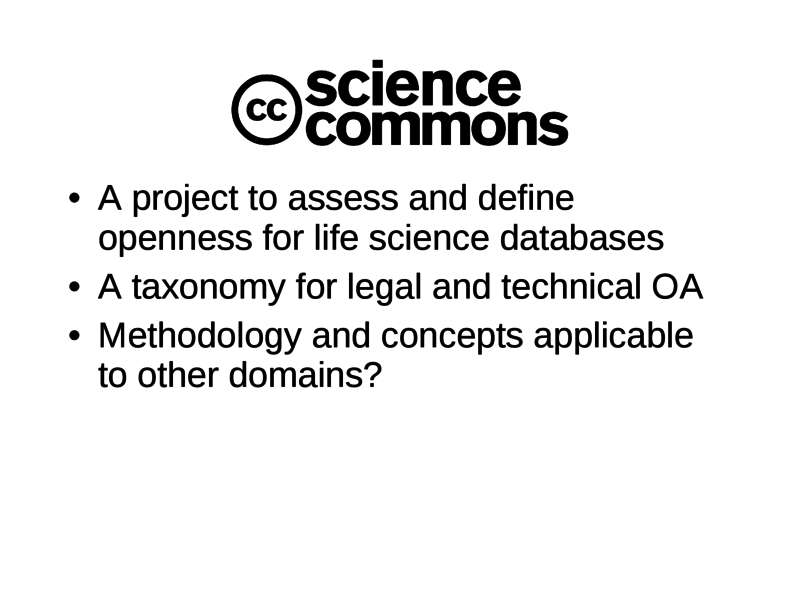 cc science
commons
• A project to assess and define
openness for life science databases
• A taxonomy for legal and technical OA
• Methodology and concepts applicable
to other domains?